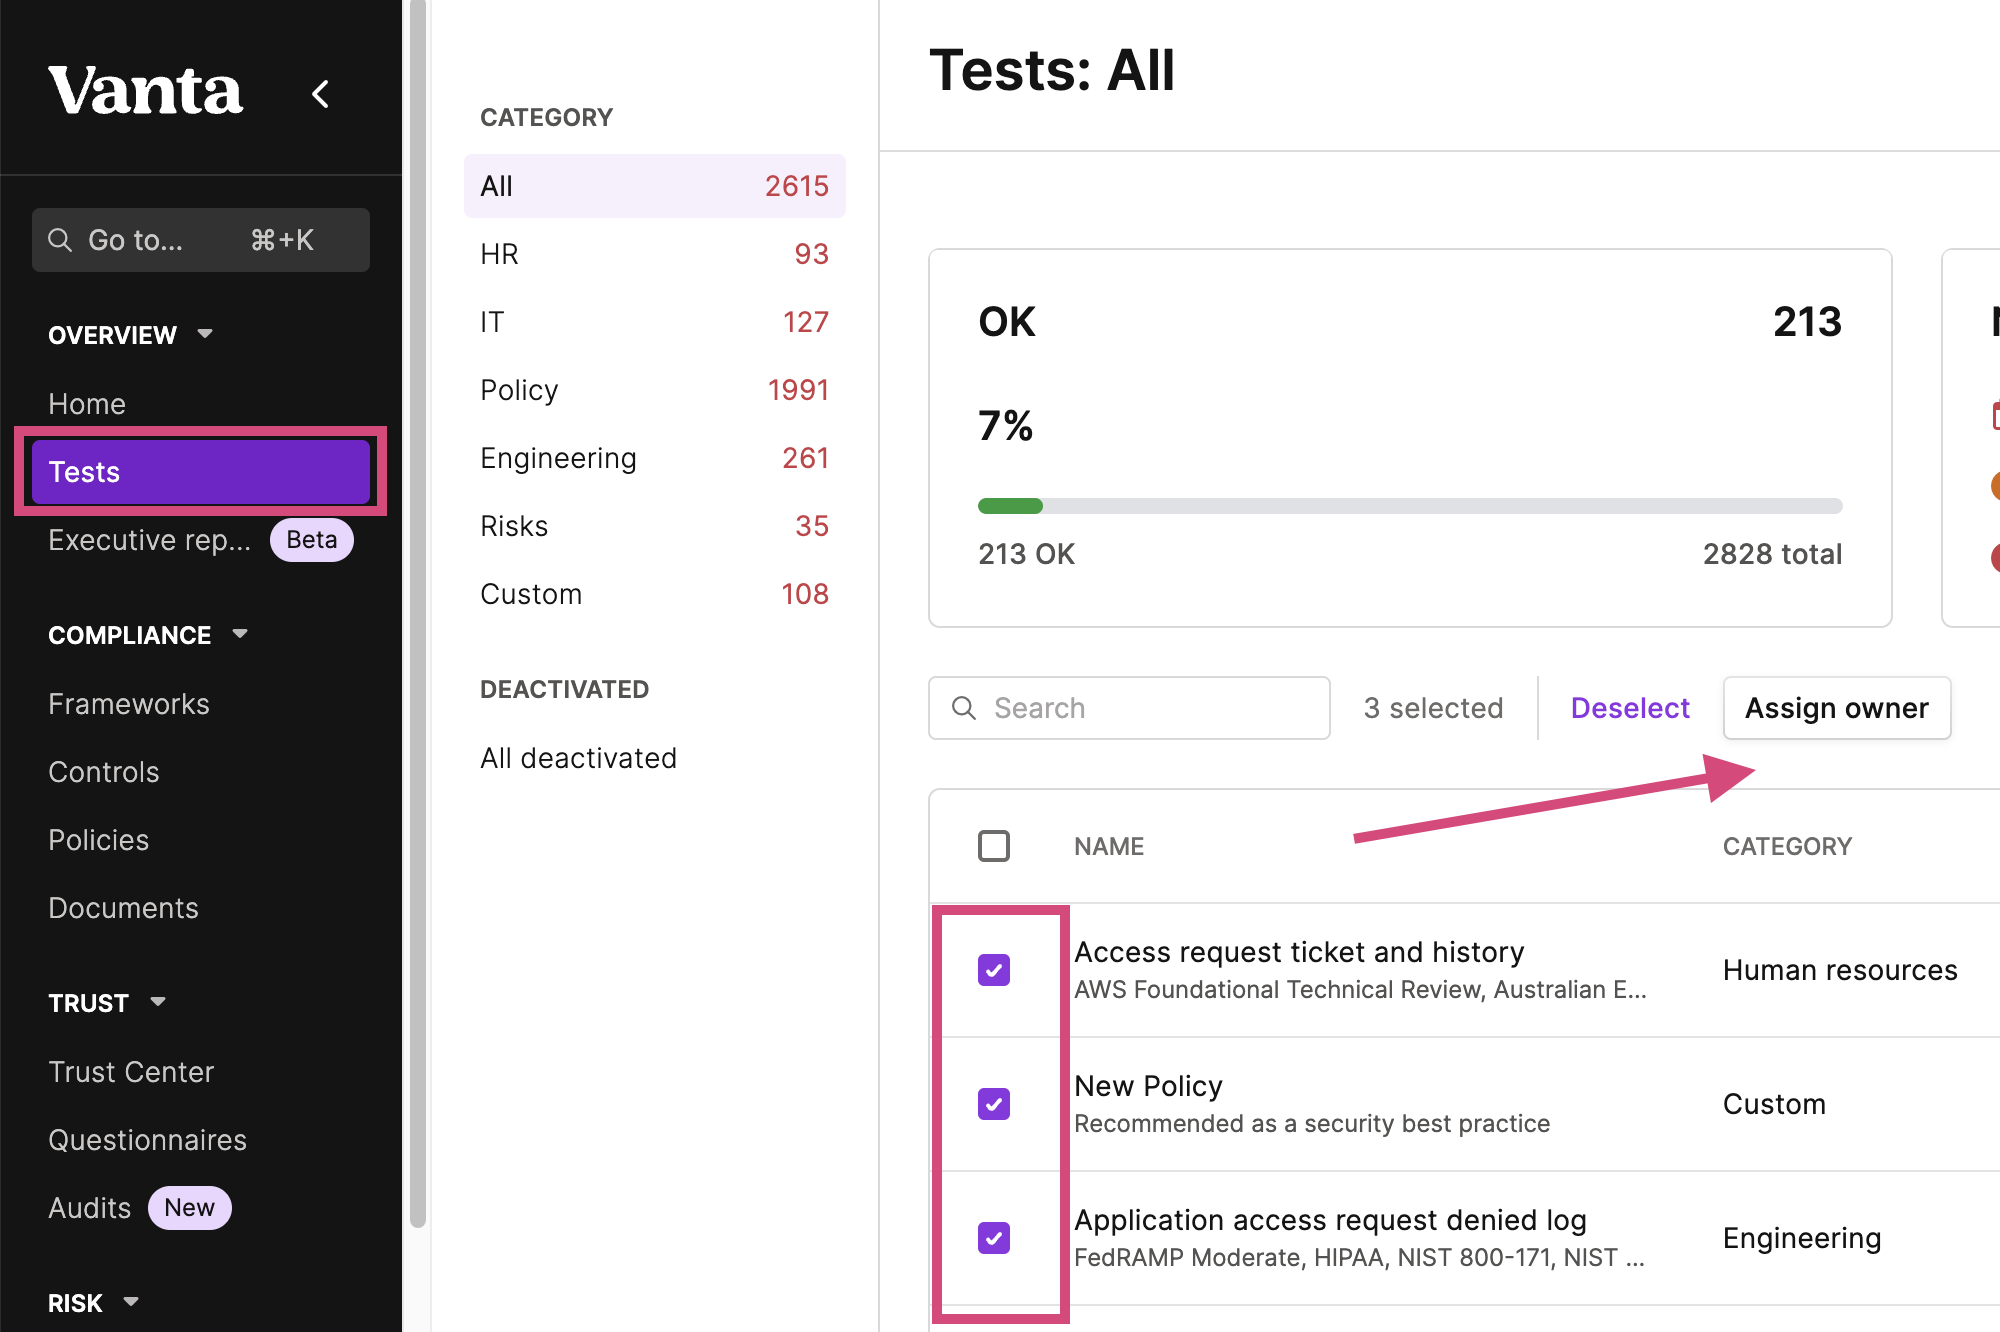 Vanta
Go to... ⌘+K
OVERVIEW
Home
Tests
Executive rep... Beta
COMPLIANCE
Frameworks
Controls
Policies
Documents
TRUST
Trust Center
Questionnaires
Audits New
RISK
CATEGORY
All 2615
HR 93
IT 127
Policy 1991
Engineering 261
Risks 35
Custom 108
DEACTIVATED
All deactivated
Tests: All
OK 213
7%
213 OK 2828 total
Search 3 selected Deselect Assign owner
NAME CATEGORY
Access request ticket and history
AWS Foundational Technical Review, Australian E...
Human resources
New Policy
Recommended as a security best practice
Custom
Application access request denied log
FedRAMP Moderate, HIPAA, NIST 800-171, NIST ...
Engineering